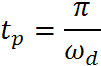 t_p = π / ω_d